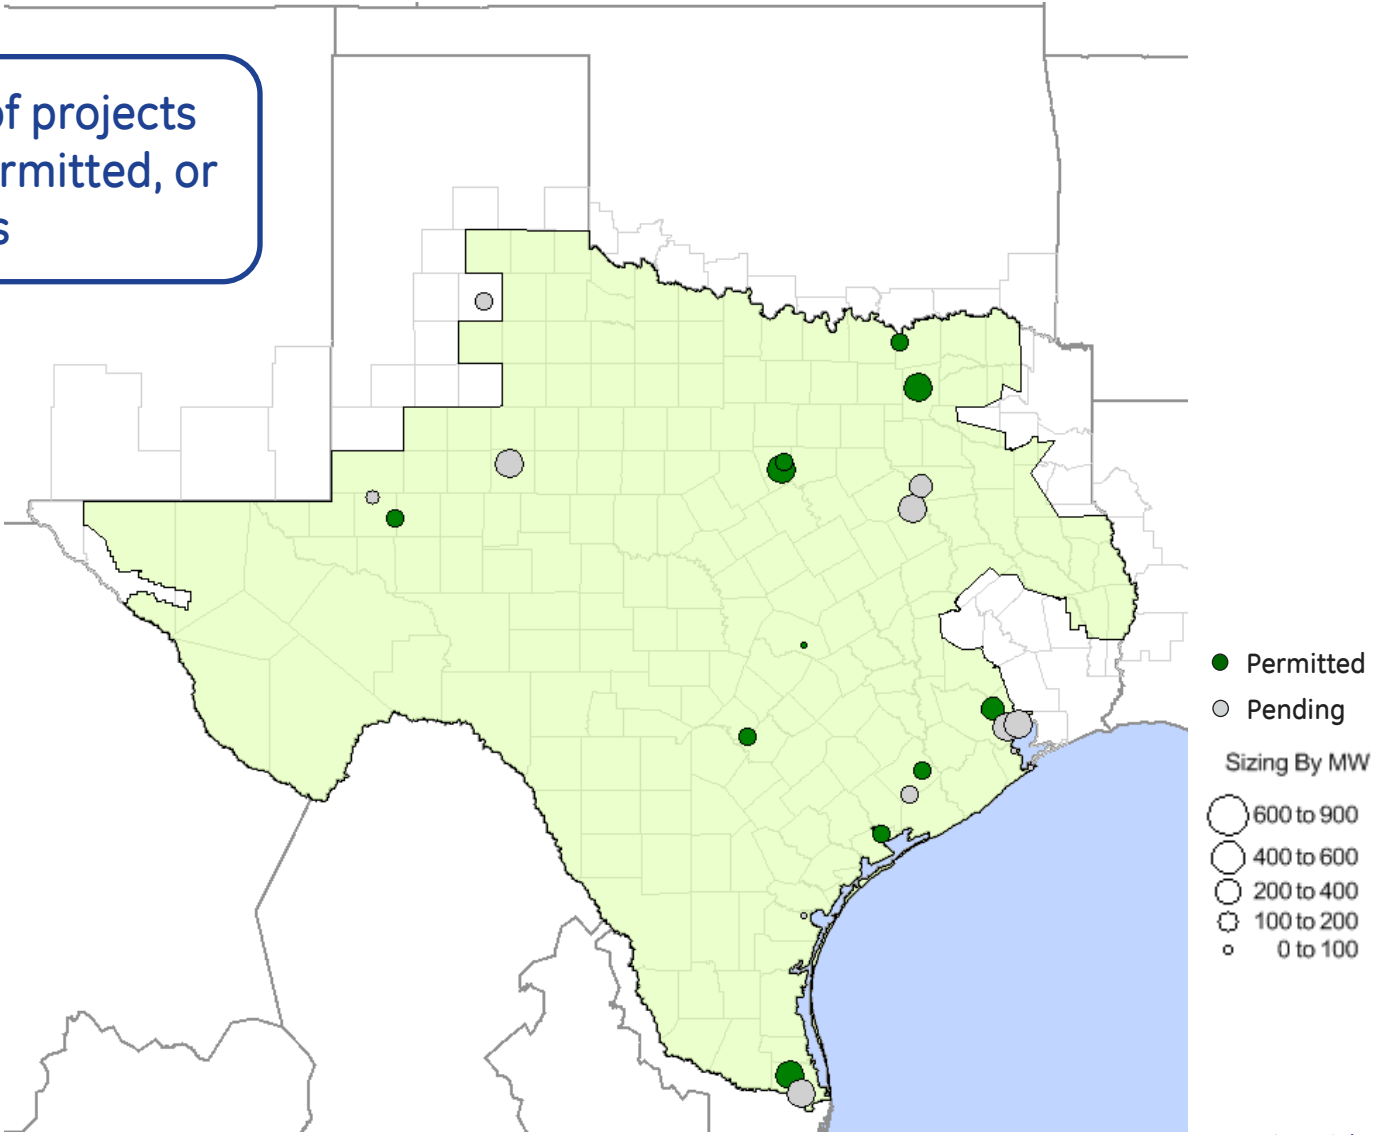 of projects
rmitted, or
s
Permitted
Pending
Sizing By MW
600 to 900
400 to 600
200 to 400
100 to 200
0 to 100